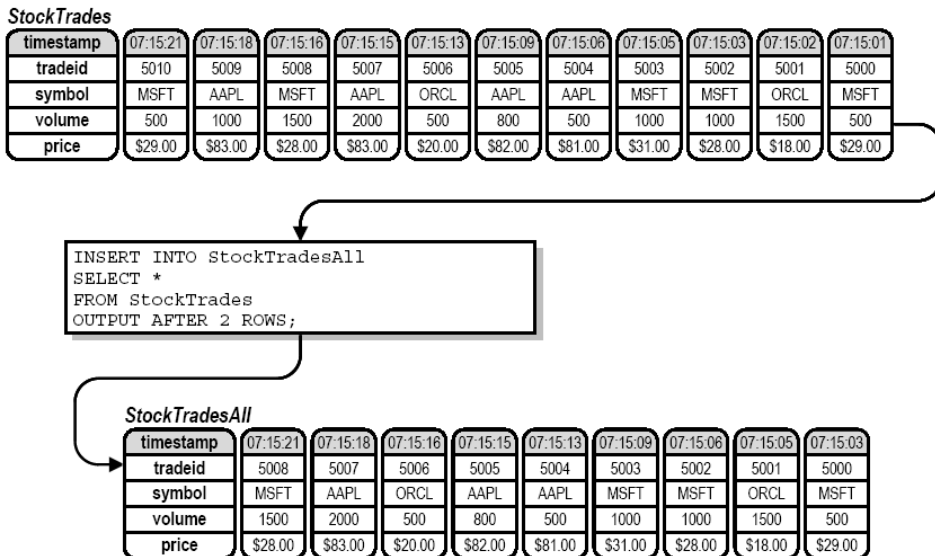 StockTrades
timestamp 07:15:21 07:15:18 07:15:16 07:15:15 07:15:13 07:15:09 07:15:06 07:15:05 07:15:03 07:15:02 07:15:01
tradeid 5010 5009 5008 5007 5006 5005 5004 5003 5002 5001 5000
symbol MSFT AAPL MSFT AAPL ORCL AAPL AAPL MSFT MSFT ORCL MSFT
volume 500 1000 1500 2000 500 800 500 1000 1000 1500 500
price $29.00 $83.00 $28.00 $83.00 $20.00 $82.00 $81.00 $31.00 $28.00 $18.00 $29.00
INSERT INTO StockTradesAll
SELECT *
FROM StockTrades
OUTPUT AFTER 2 ROWS;
StockTradesAll
timestamp 07:15:21 07:15:18 07:15:16 07:15:15 07:15:13 07:15:09 07:15:06 07:15:05 07:15:03
tradeid 5008 5007 5006 5005 5004 5003 5002 5001 5000
symbol MSFT AAPL ORCL AAPL AAPL MSFT MSFT ORCL MSFT
volume 1500 2000 500 800 500 1000 1000 1500 500
price $28.00 $83.00 $20.00 $82.00 $81.00 $31.00 $28.00 $18.00 $29.00